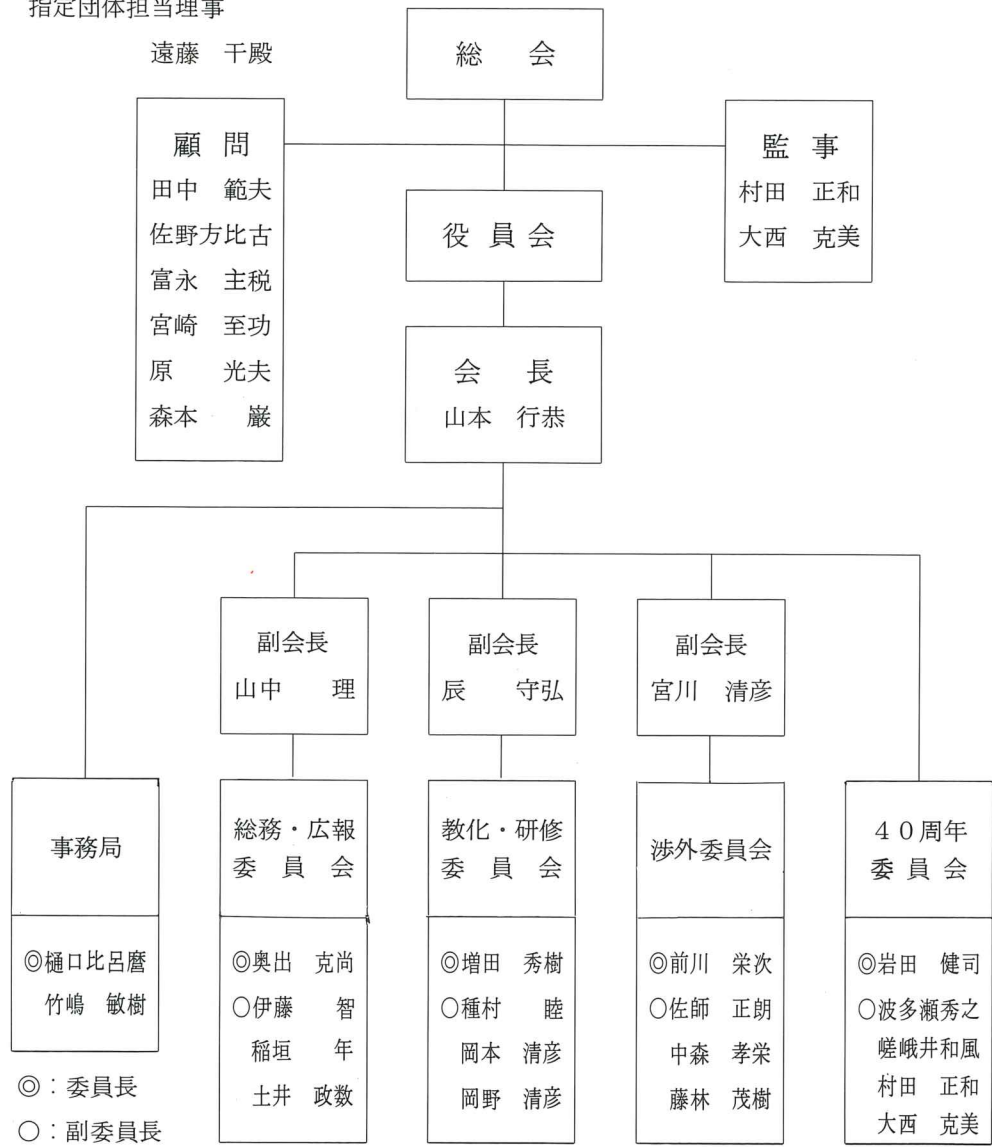 指定団体担当理事
遠藤　干殿
総　会
顧　問
田中　範夫
佐野方比古
富永　主税
宮崎　至功
原　　光夫
森本　　巌
監　事
村田　正和
大西　克美
役 員 会
会　長
山本　行恭
副会長
山中　　理
副会長
辰　　守弘
副会長
宮川　清彦
事務局
◎樋口比呂麿
竹嶋　敏樹
総務・広報
委　員　会
◎奥出　克尚
○伊藤　　智
稲垣　　年
土井　政数
教化・研修
委　員　会
◎増田　秀樹
○種村　　睦
岡本　清彦
岡野　清彦
渉外委員会
◎前川　栄次
○佐師　正朗
中森　孝栄
藤林　茂樹
４０周年
委 員 会
◎岩田　健司
○波多瀬秀之
嵯峨井和風
村田　正和
大西　克美
◎：委員長
○：副委員長